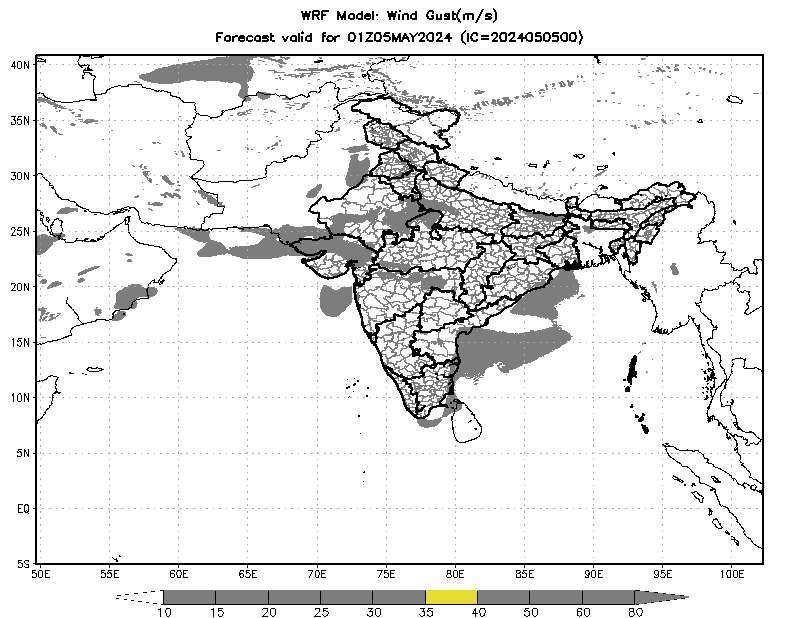 WRF Model: Wind Gust(m/s)
Forecast valid for 01Z05MAY2024 (IC=2024050500)
40N
35N
30N
25N
20N
15N
10N
5N
EQ
5S
50E 55E 60E 65E 70E 75E 80E 85E 90E 95E 100E
10 15 20 25 30 35 40 50 60 80